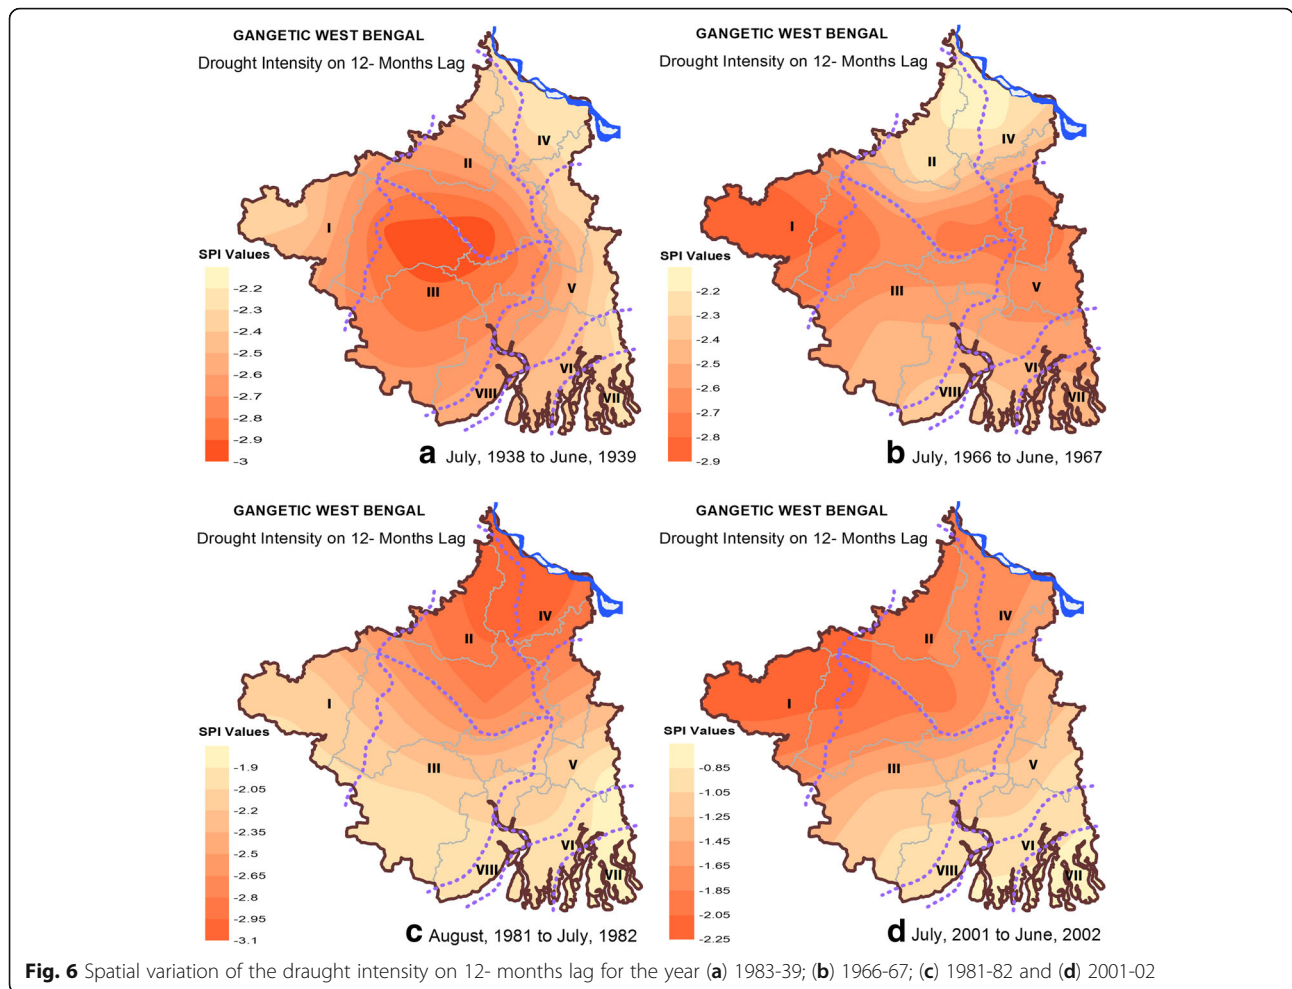 GANGETIC WEST BENGAL
Drought Intensity on 12- Months Lag
IV
II
I
III
V
VI
VIII
VII
SPI Values
-2.2
-2.3
-2.4
-2.5
-2.6
-2.7
-2.8
-2.9
-3
a July, 1938 to June, 1939
GANGETIC WEST BENGAL
Drought Intensity on 12- Months Lag
IV
II
I
III
V
VI
VIII
VII
SPI Values
-2.2
-2.3
-2.4
-2.6
-2.7
-2.8
-2.9
b July, 1966 to June, 1967
GANGETIC WEST BENGAL
Drought Intensity on 12- Months Lag
IV
II
I
III
V
VI
VIII
VII
SPI Values
-1.9
-2.05
-2.2
-2.35
-2.5
-2.65
-2.8
-2.95
-3.1
c August, 1981 to July, 1982
GANGETIC WEST BENGAL
Drought Intensity on 12- Months Lag
IV
II
I
III
V
VI
VIII
VII
SPI Values
-0.85
-1.05
-1.25
-1.45
-1.65
-1.85
-2.05
-2.25
d July, 2001 to June, 2002
Fig. 6 Spatial variation of the draught intensity on 12- months lag for the year (a) 1983-39; (b) 1966-67; (c) 1981-82 and (d) 2001-02